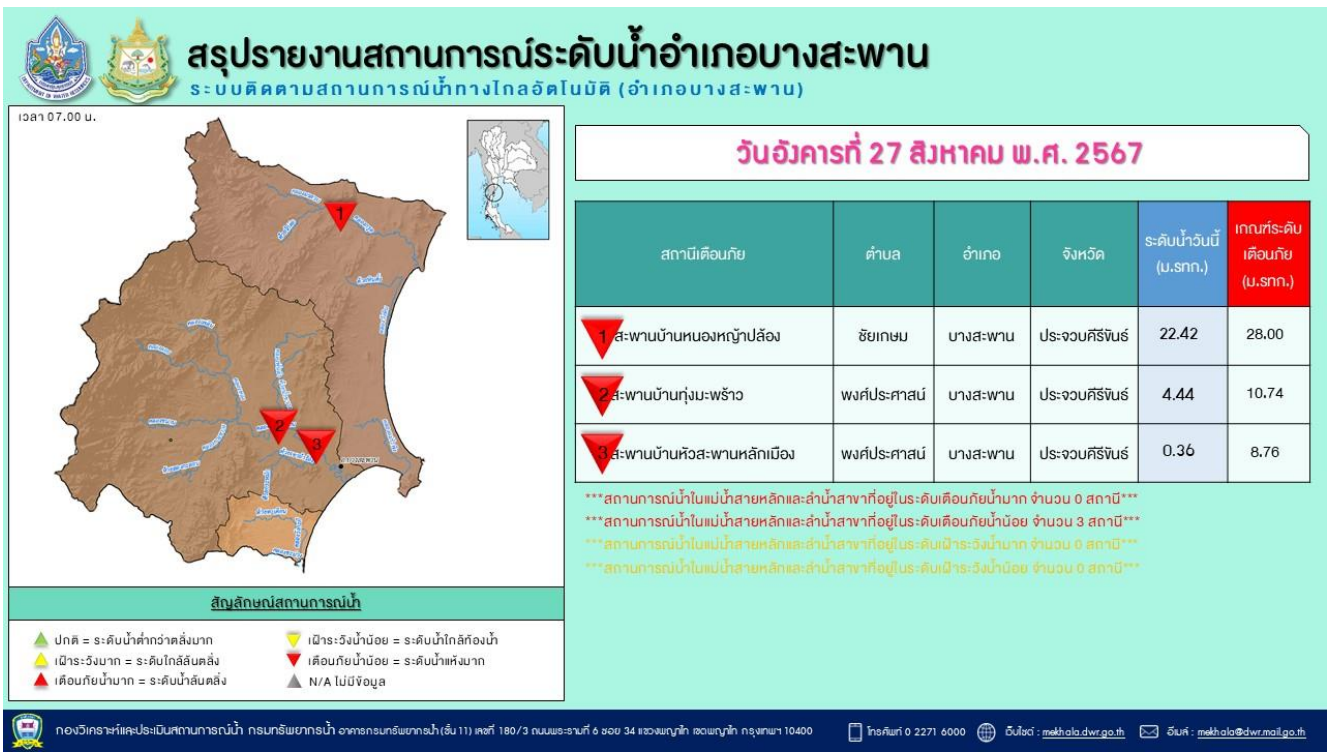 สรุปรายงานสถานการณ์ระดับน้ำอำเภอบางสะพาน
ระบบติดตามสถานการณ์น้ำทางไกลอัตโนมัติ (อำเภอบางสะพาน)
เวลา 07.00 น.
วันอังคารที่ 27 สิงหาคม พ.ศ. 2567
สถานีเตือนภัย ตำบล อำเภอ จังหวัด ระดับน้ำวันนี้ (ม.รทก.) เกณฑ์ระดับเตือนภัย (ม.รทก.)
1 สะพานบ้านหนองหญ้าปล้อง ชัยเกษม บางสะพาน ประจวบคีรีขันธ์ 22.42 28.00
2 สะพานบ้านทุ่งมะพร้าว พงศ์ประศาสน์ บางสะพาน ประจวบคีรีขันธ์ 4.44 10.74
3 สะพานบ้านหัวสะพานหลักเมือง พงศ์ประศาสน์ บางสะพาน ประจวบคีรีขันธ์ 0.36 8.76
***สถานการณ์น้ำในแม่น้ำสายหลักและลำน้ำสาขาที่อยู่ในระดับเตือนภัยน้ำมาก จำนวน 0 สถานี***
***สถานการณ์น้ำในแม่น้ำสายหลักและลำน้ำสาขาที่อยู่ในระดับเตือนภัยน้ำน้อย จำนวน 3 สถานี***
***สถานการณ์น้ำในแม่น้ำสายหลักและลำน้ำสาขาที่อยู่ในระดับเฝ้าระวังน้ำมาก จำนวน 0 สถานี***
***สถานการณ์น้ำในแม่น้ำสายหลักและลำน้ำสาขาที่อยู่ในระดับเฝ้าระวังน้ำน้อย จำนวน 0 สถานี***
1
2
3
อ.บางสะพาน
สัญลักษณ์สถานการณ์น้ำ
ปกติ = ระดับน้ำต่ำกว่าตลิ่งมาก
เฝ้าระวังมาก = ระดับใกล้ล้นตลิ่ง
เตือนภัยน้ำมาก = ระดับน้ำล้นตลิ่ง
เฝ้าระวังน้ำน้อย = ระดับน้ำใกล้ท้องน้ำ
เตือนภัยน้ำน้อย = ระดับน้ำแห้งมาก
N/A ไม่มีข้อมูล
กองวิเคราะห์และประเมินสถานการณ์น้ำ กรมทรัพยากรน้ำ อาคารกรมทรัพยากรน้ำ(ชั้น 11) เลขที่ 180/3 ถนนพระรามที่ 6 ซอย 34 แขวงพญาไท เขตพญาไท กรุงเทพฯ 10400 โทรศัพท์ 0 2271 6000 เว็บไซต์ : mekhala.dwr.go.th อีเมล์ : mekhala@dwr.mail.go.th